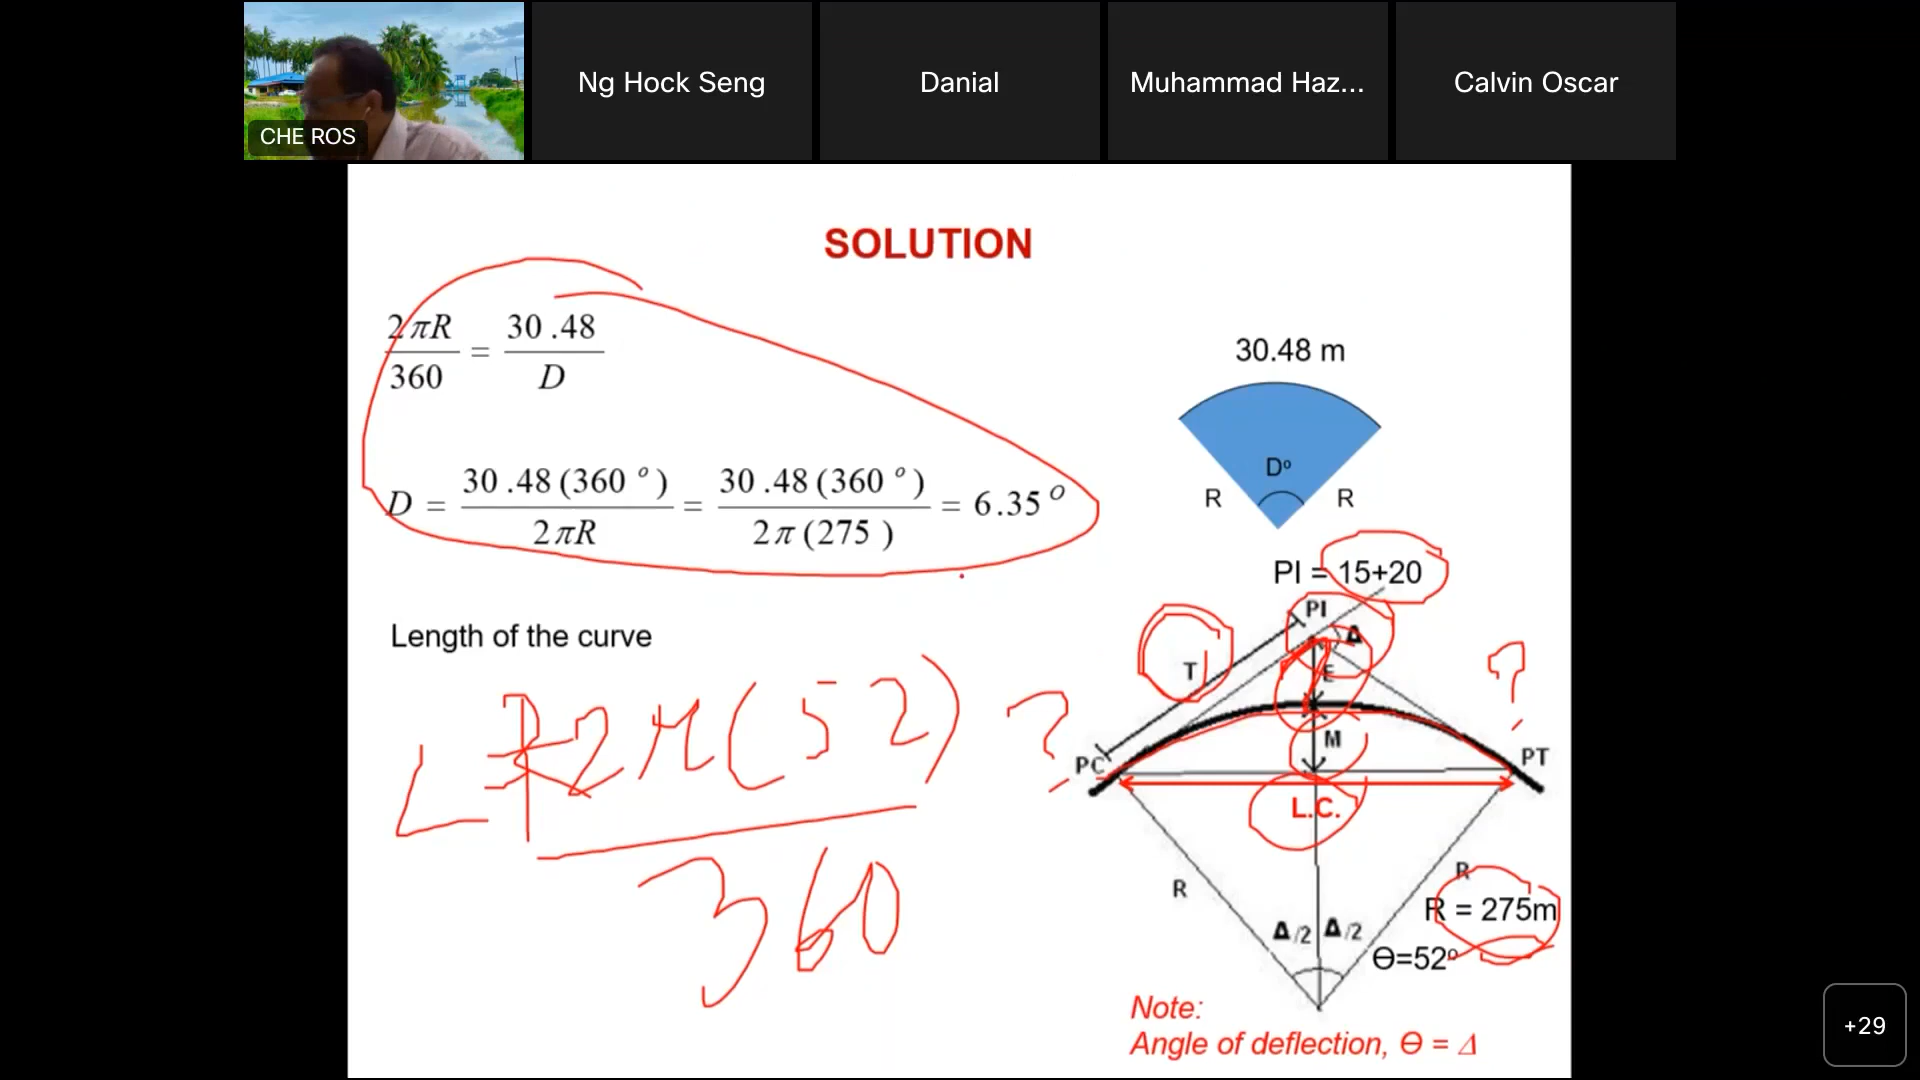 CHE ROS
Ng Hock Seng
Danial
Muhammad Haz...
Calvin Oscar
SOLUTION
2πR / 360 = 30.48 / D
D = 30.48(360°) / 2πR = 30.48(360°) / 2π(275) = 6.35°
30.48 m
D°
R
R
PI = 15+20
PI
Δ
T
E
M
PC
PT
L.C.
Length of the curve
(52)
360
?
?
R
R
R = 275m
Δ/2
Δ/2
Ө=52º
Note:
Angle of deflection, Ө = Δ
+29